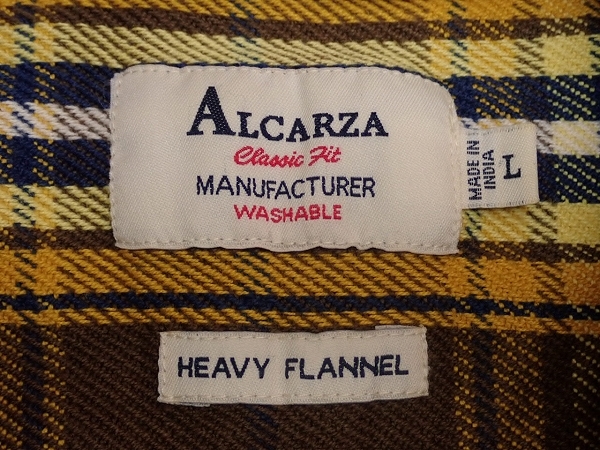 ALCARZA
Classic Fit
MANUFACTURER
WASHABLE
MADE IN
INDIA
L
HEAVY FLANNEL